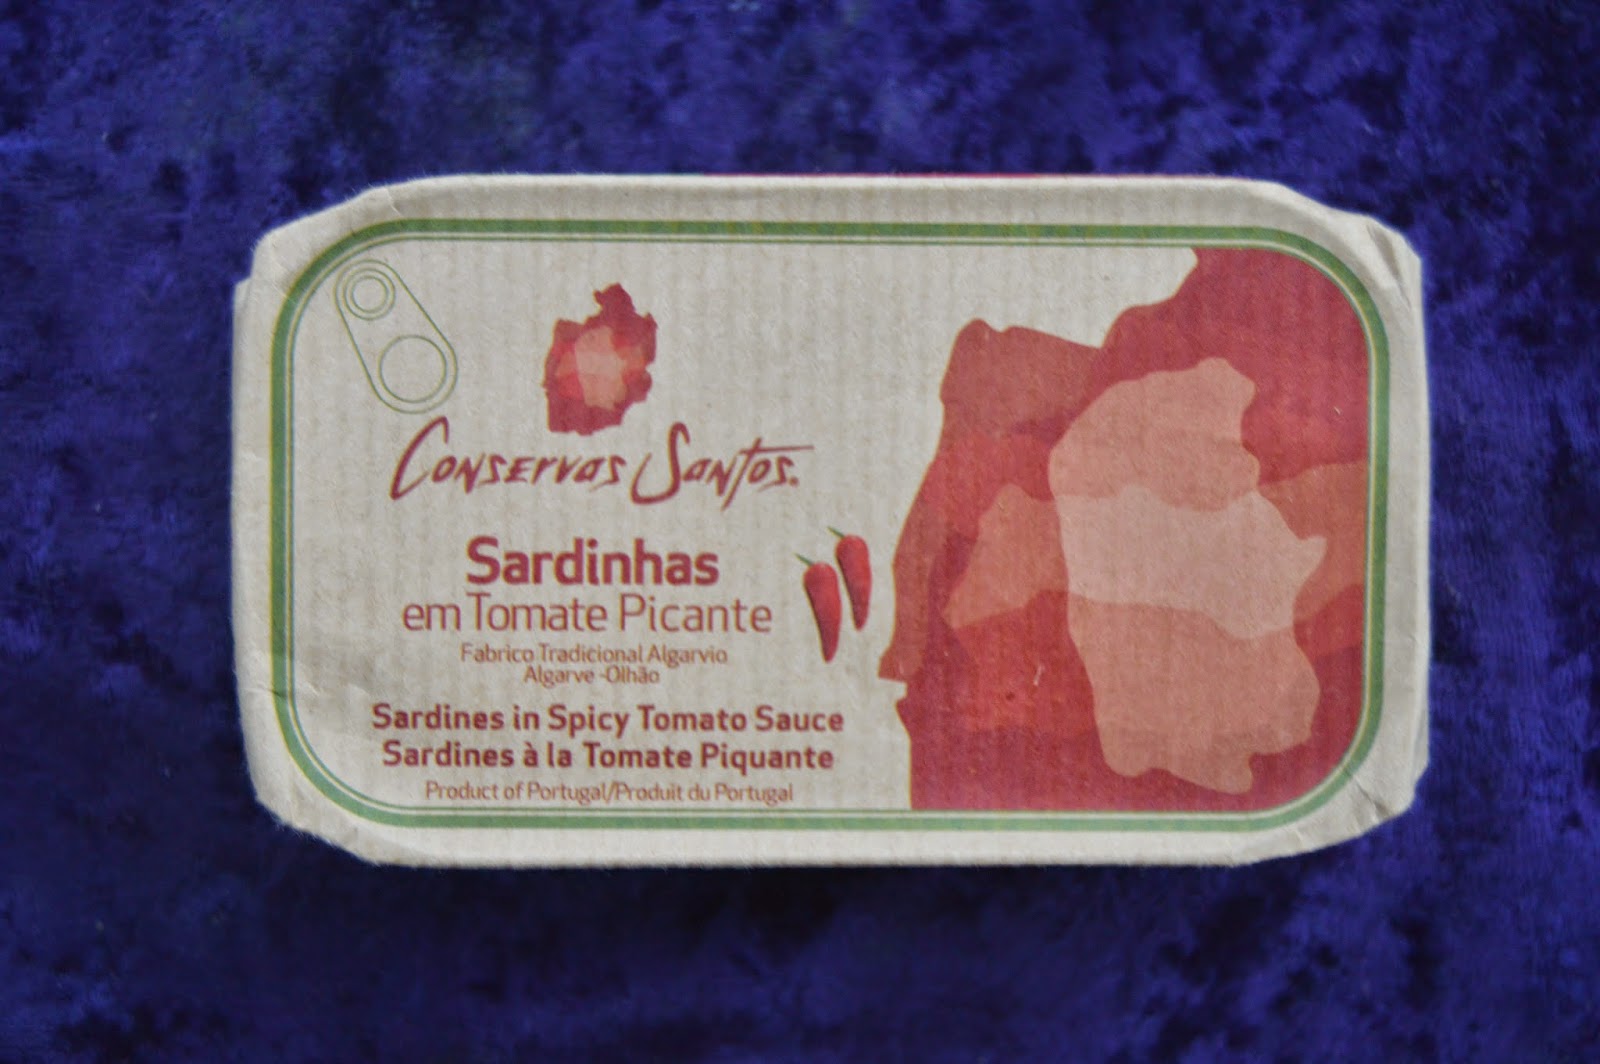 Conservas Santos.
Sardinhas
em Tomate Picante
Fabrico Tradicional Algarvio
Algarve -Olhão
Sardines in Spicy Tomato Sauce
Sardines à la Tomate Piquante
Product of Portugal/Produit du Portugal